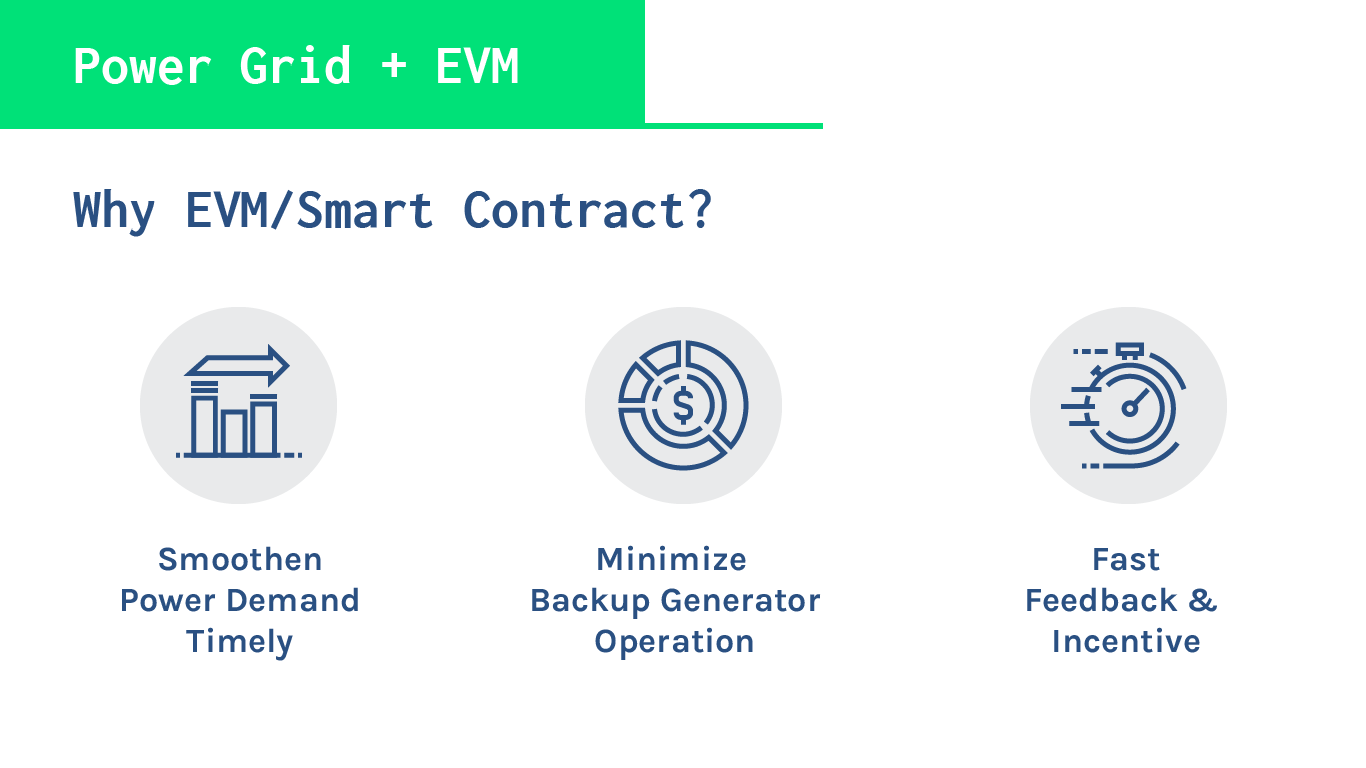 Power Grid + EVM
Why EVM/Smart Contract?
$
Smoothen
Power Demand
Timely
Minimize
Backup Generator
Operation
Fast
Feedback &
Incentive